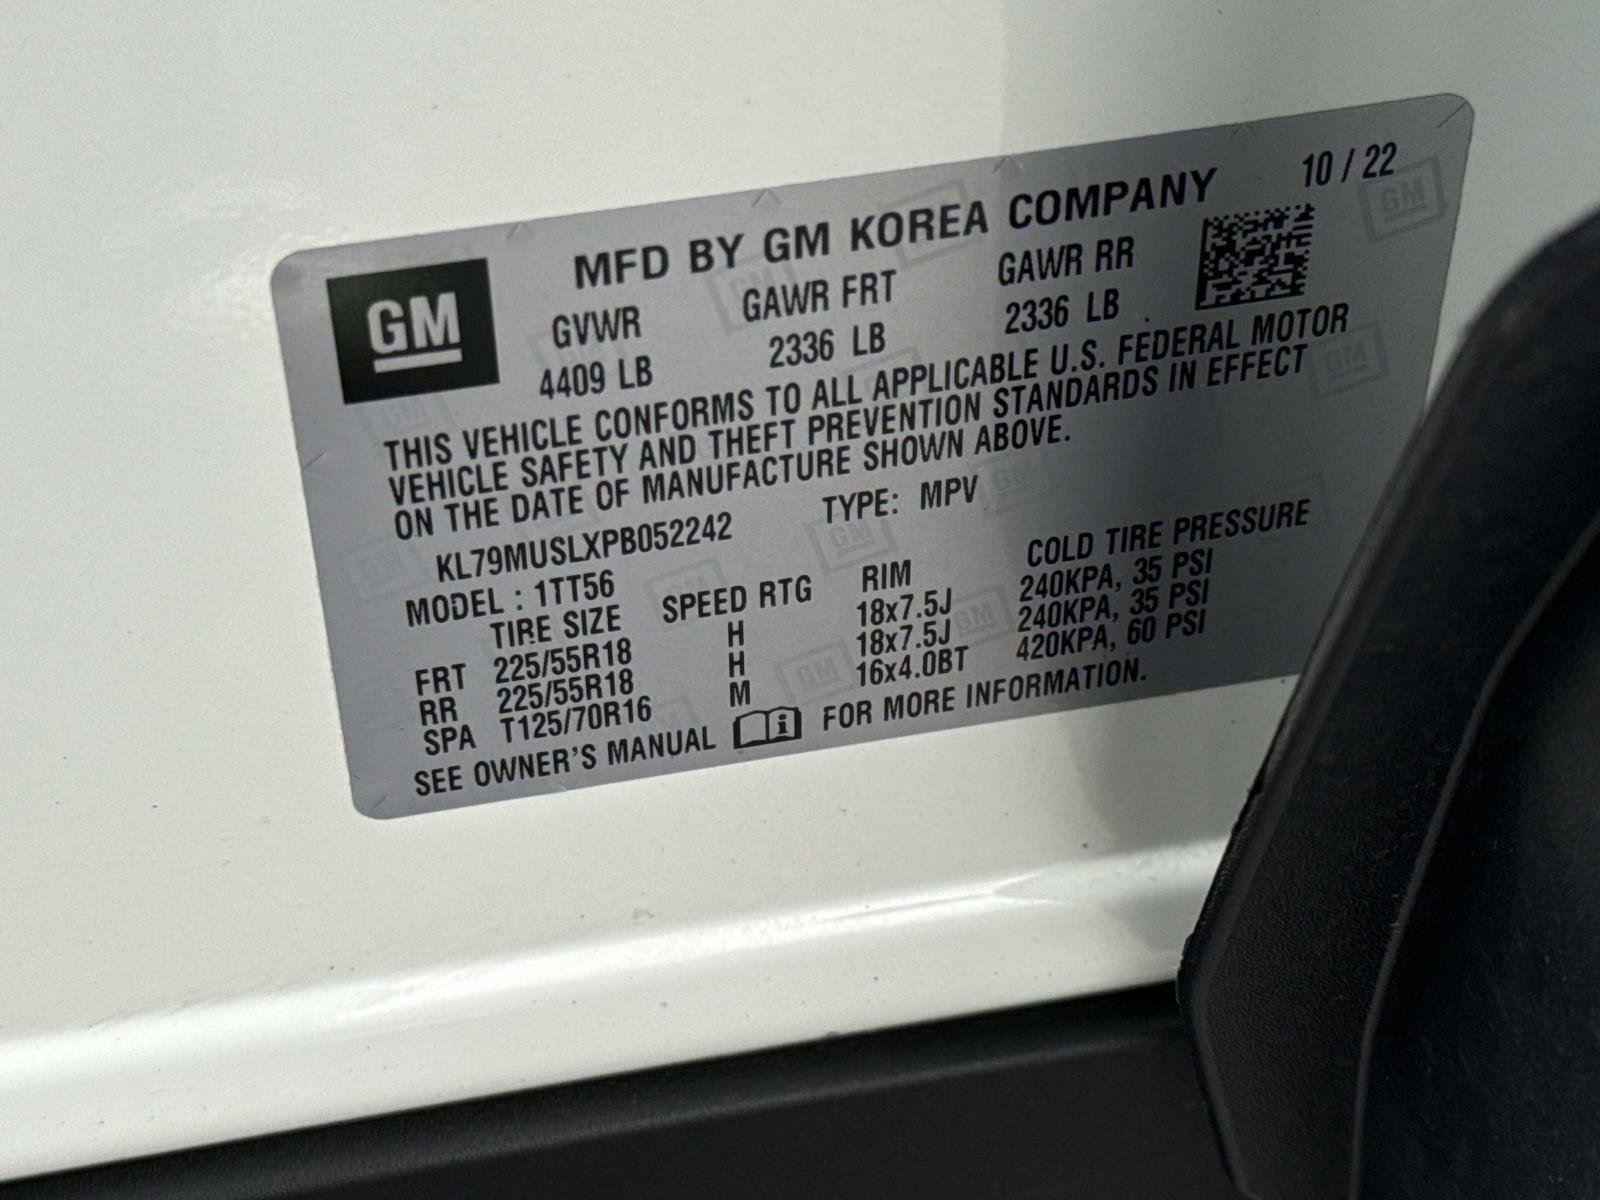 MFD BY GM KOREA COMPANY 10 / 22
GM
GVWR GAWR FRT GAWR RR
4409 LB 2336 LB 2336 LB
THIS VEHICLE CONFORMS TO ALL APPLICABLE U.S. FEDERAL MOTOR
VEHICLE SAFETY AND THEFT PREVENTION STANDARDS IN EFFECT
ON THE DATE OF MANUFACTURE SHOWN ABOVE.
KL79MUSLXPB052242 TYPE: MPV
MODEL : 1TT56
TIRE SIZE SPEED RTG RIM COLD TIRE PRESSURE
FRT 225/55R18 H 18x7.5J 240KPA, 35 PSI
RR 225/55R18 H 18x7.5J 240KPA, 35 PSI
SPA T125/70R16 M 16x4.0BT 420KPA, 60 PSI
SEE OWNER'S MANUAL i FOR MORE INFORMATION.